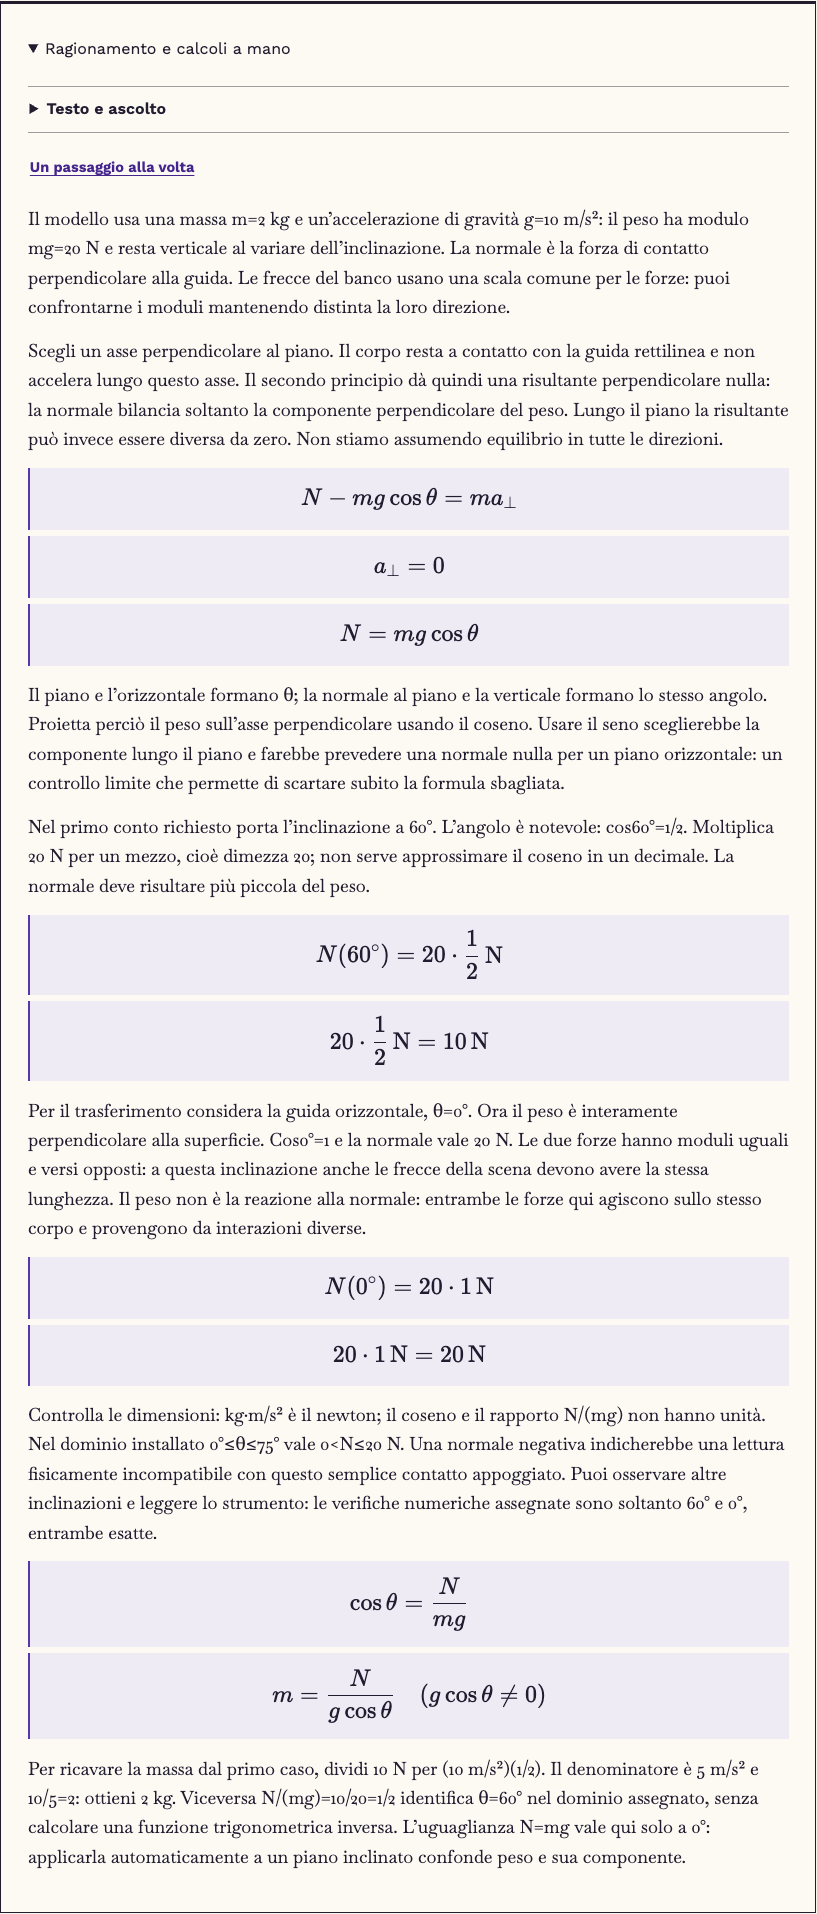 Ragionamento e calcoli a mano
Testo e ascolto
Un passaggio alla volta
Il modello usa una massa m=2 kg e un’accelerazione di gravità g=10 m/s²: il peso ha modulo
mg=20 N e resta verticale al variare dell’inclinazione. La normale è la forza di contatto
perpendicolare alla guida. Le frecce del banco usano una scala comune per le forze: puoi
confrontarne i moduli mantenendo distinta la loro direzione.
Scegli un asse perpendicolare al piano. Il corpo resta a contatto con la guida rettilinea e non
accelera lungo questo asse. Il secondo principio dà quindi una risultante perpendicolare nulla:
la normale bilancia soltanto la componente perpendicolare del peso. Lungo il piano la risultante
può invece essere diversa da zero. Non stiamo assumendo equilibrio in tutte le direzioni.
N − mg cos θ = ma⊥
a⊥ = 0
N = mg cos θ
Il piano e l’orizzontale formano θ; la normale al piano e la verticale formano lo stesso angolo.
Proietta perciò il peso sull’asse perpendicolare usando il coseno. Usare il seno sceglierebbe la
componente lungo il piano e farebbe prevedere una normale nulla per un piano orizzontale: un
controllo limite che permette di scartare subito la formula sbagliata.
Nel primo conto richiesto porta l’inclinazione a 60°. L’angolo è notevole: cos60°=1/2. Moltiplica
20 N per un mezzo, cioè dimezza 20; non serve approssimare il coseno in un decimale. La
normale deve risultare più piccola del peso.
N(60°) = 20 · 1/2 N
20 · 1/2 N = 10 N
Per il trasferimento considera la guida orizzontale, θ=0°. Ora il peso è interamente
perpendicolare alla superficie. Cos0°=1 e la normale vale 20 N. Le due forze hanno moduli uguali
e versi opposti: a questa inclinazione anche le frecce della scena devono avere la stessa
lunghezza. Il peso non è la reazione alla normale: entrambe le forze qui agiscono sullo stesso
corpo e provengono da interazioni diverse.
N(0°) = 20 · 1 N
20 · 1 N = 20 N
Controlla le dimensioni: kg·m/s² è il newton; il coseno e il rapporto N/(mg) non hanno unità.
Nel dominio installato 0°≤θ≤75° vale 0<N≤20 N. Una normale negativa indicherebbe una lettura
fisicamente incompatibile con questo semplice contatto appoggiato. Puoi osservare altre
inclinazioni e leggere lo strumento: le verifiche numeriche assegnate sono soltanto 60° e 0°,
entrambe esatte.
cos θ = N/mg
m = N/(g cos θ) (g cos θ ≠ 0)
Per ricavare la massa dal primo caso, dividi 10 N per (10 m/s²)(1/2). Il denominatore è 5 m/s² e
10/5=2: ottieni 2 kg. Viceversa N/(mg)=10/20=1/2 identifica θ=60° nel dominio assegnato, senza
calcolare una funzione trigonometrica inversa. L’uguaglianza N=mg vale qui solo a 0°:
applicarla automaticamente a un piano inclinato confonde peso e sua componente.